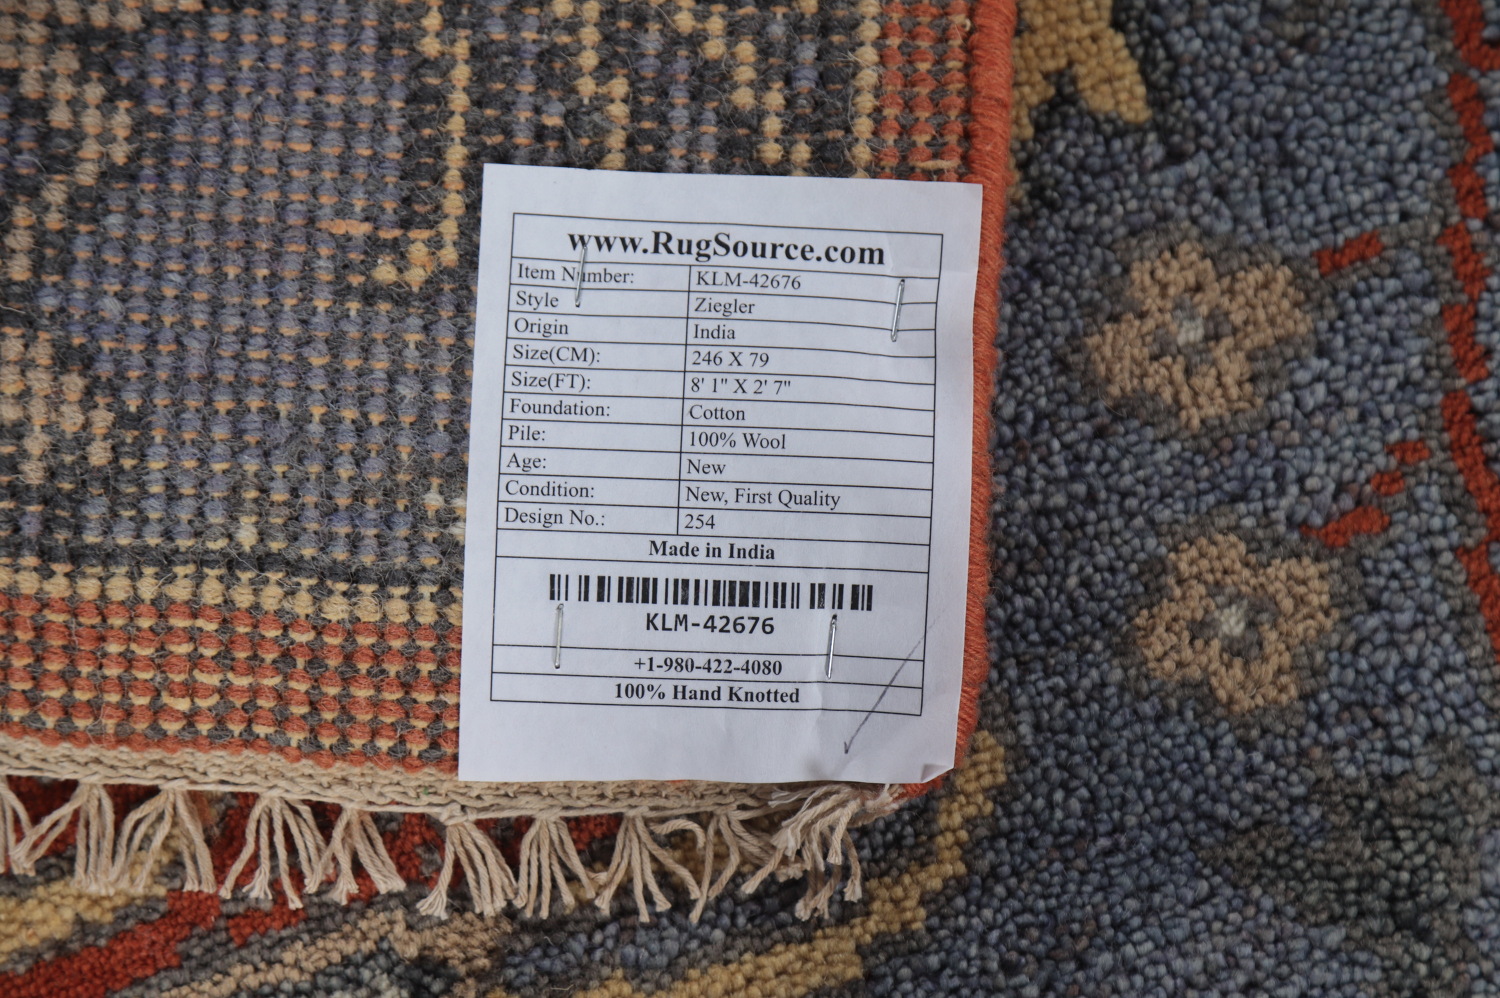 www.RugSource.com
Item Number: KLM-42676
Style Ziegler
Origin India
Size(CM): 246 X 79
Size(FT): 8' 1" X 2' 7"
Foundation: Cotton
Pile: 100% Wool
Age: New
Condition: New, First Quality
Design No.: 254
Made in India
KLM-42676
+1-980-422-4080
100% Hand Knotted